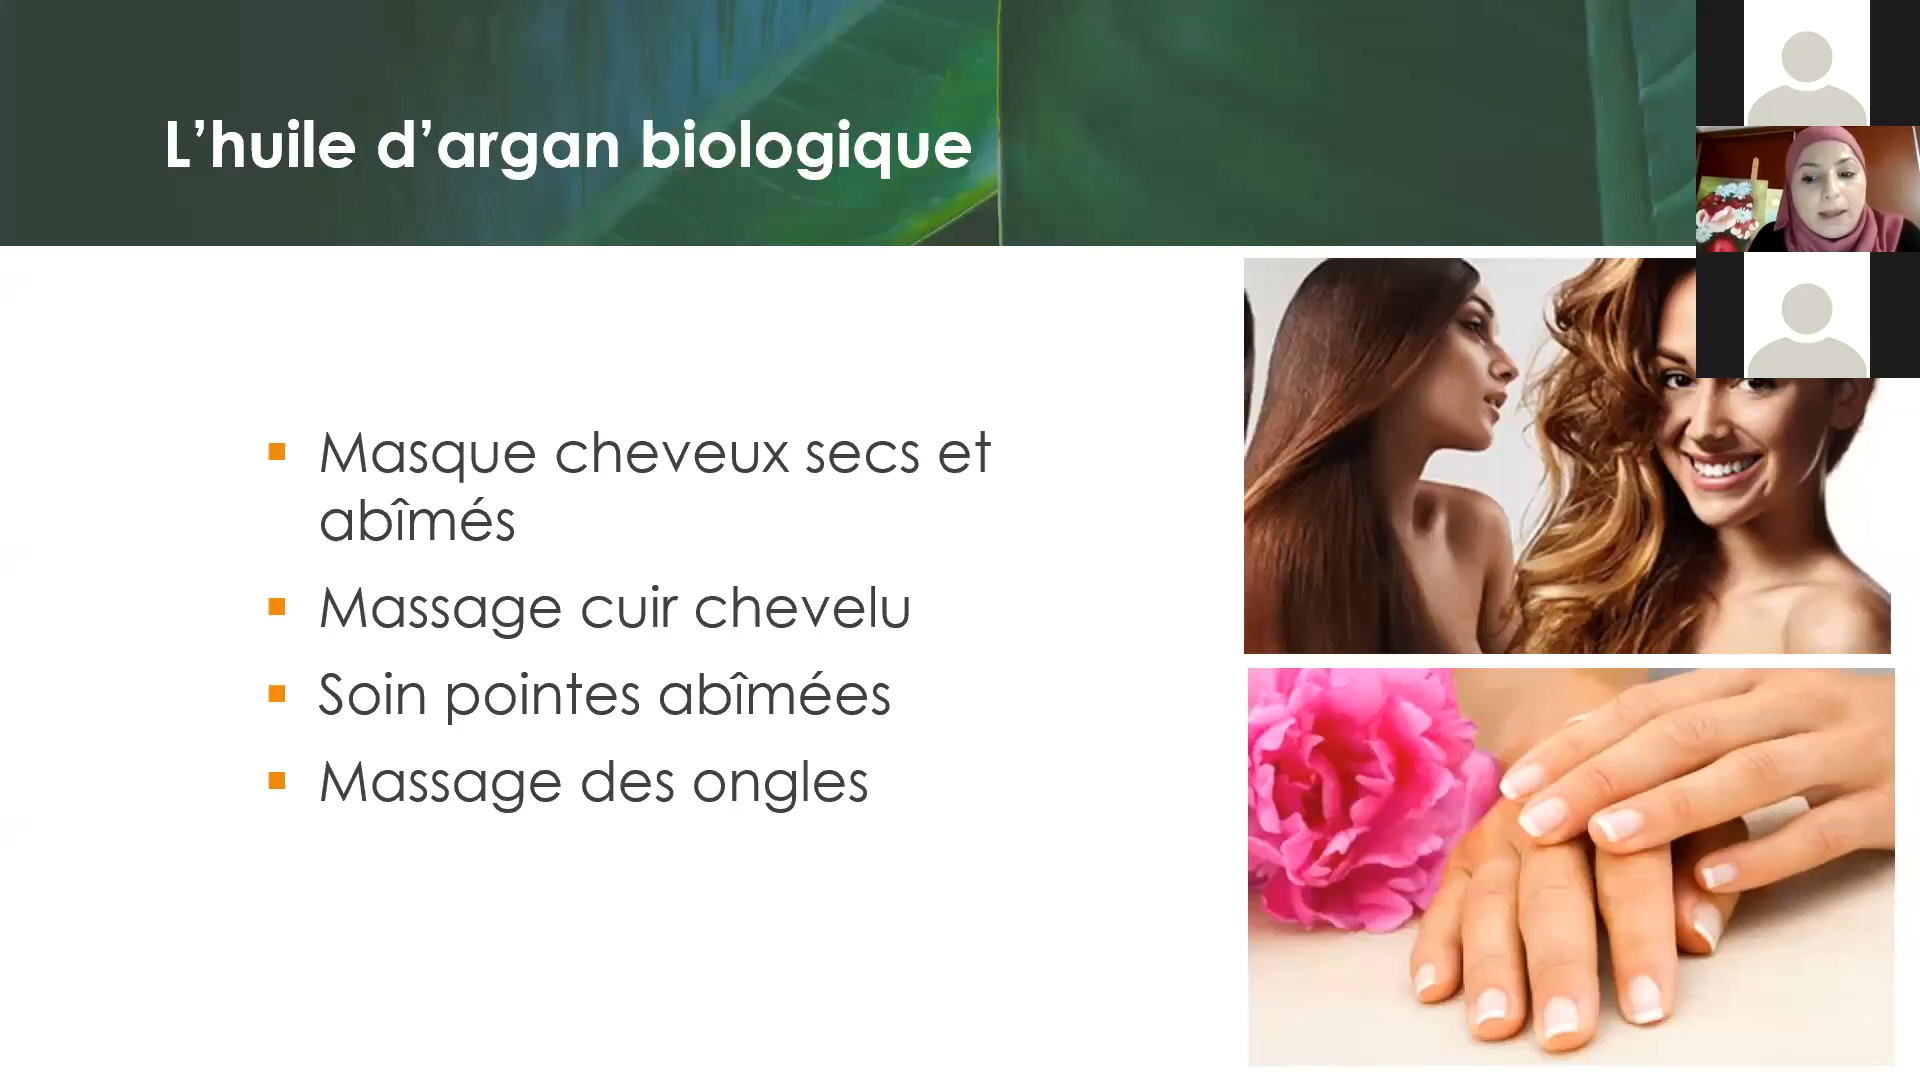 L’huile d’argan biologique
Masque cheveux secs et
abîmés
Massage cuir chevelu
Soin pointes abîmées
Massage des ongles